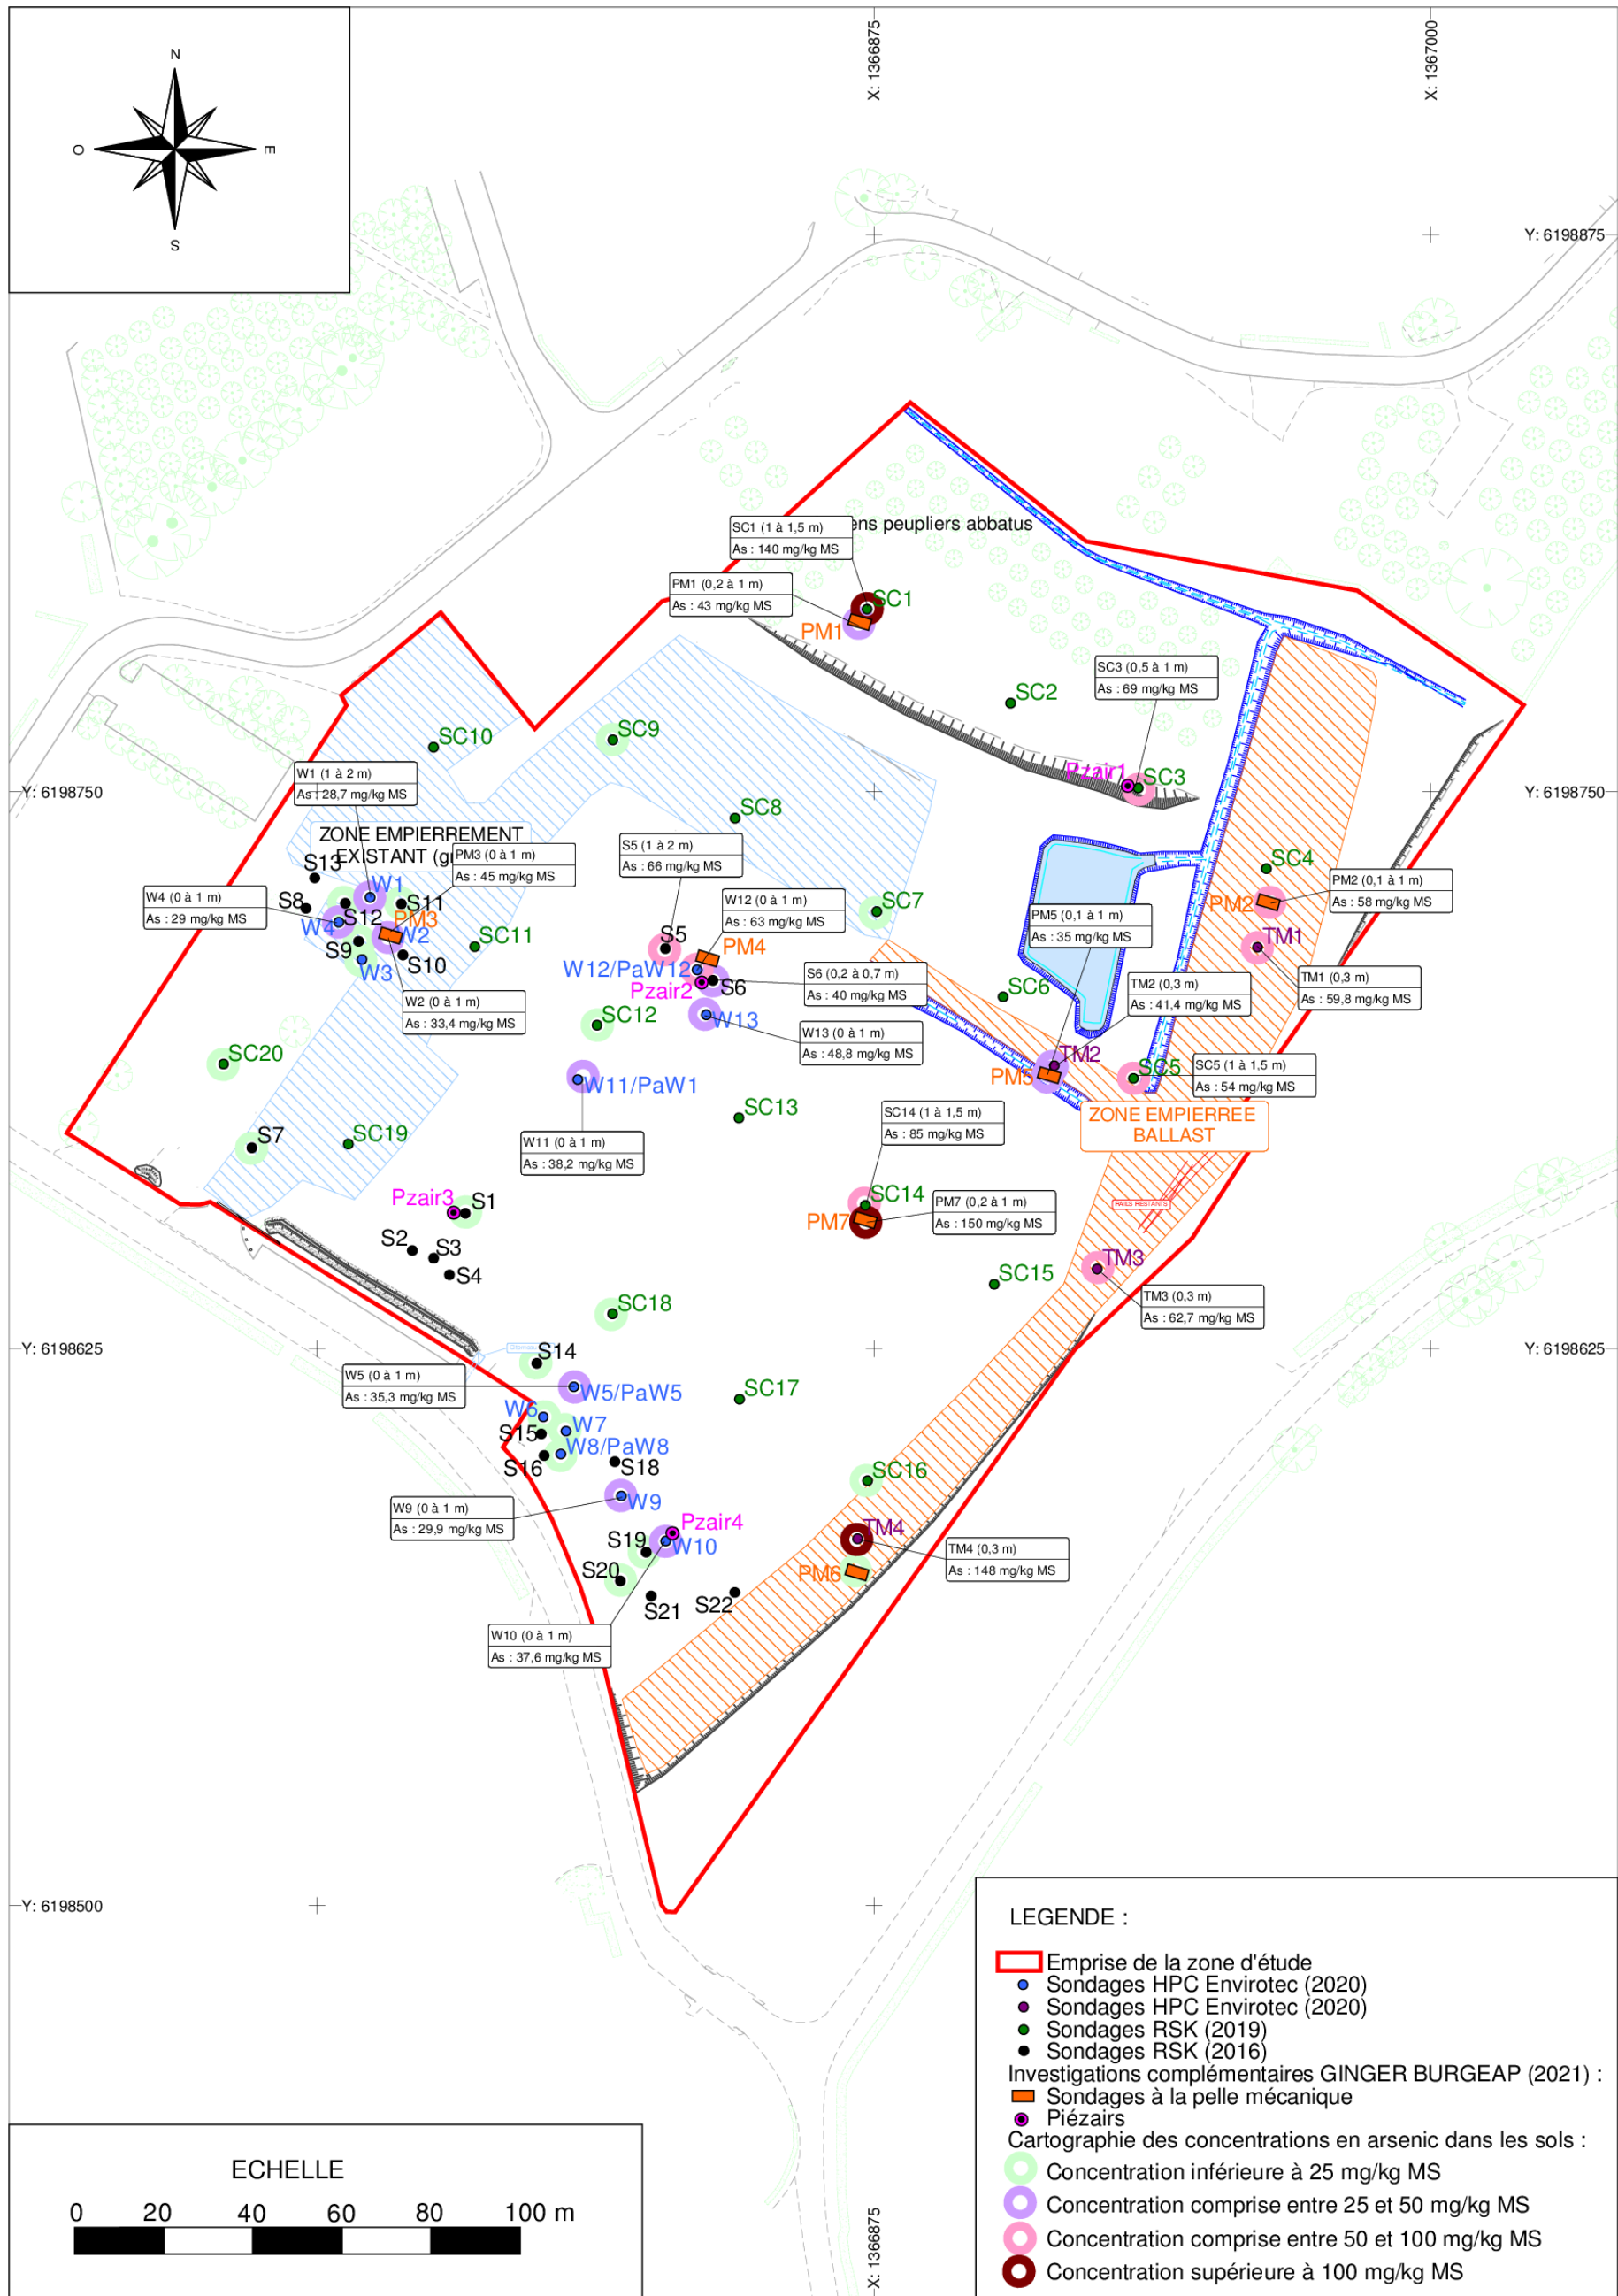 X: 1366875
X: 1367000
N
O
E
S
Y: 6198875
SC1 (1 à 1,5 m)
As : 140 mg/kg MS
ens peupliers abbatus
PM1 (0,2 à 1 m)
As : 43 mg/kg MS
SC1
PM1
SC3 (0,5 à 1 m)
As : 69 mg/kg MS
SC2
SC10
SC9
Pzair1
SC3
W1 (1 à 2 m)
As : 28,7 mg/kg MS
Y: 6198750
Y: 6198750
SC8
ZONE EMPIERREMENT
EXISTANT (gr
PM3 (0 à 1 m)
As : 45 mg/kg MS
S5 (1 à 2 m)
As : 66 mg/kg MS
S13
W4 (0 à 1 m)
As : 29 mg/kg MS
S8
W1
S11
S12
W4
PM3
W2
S9
S10
W3
SC11
W12 (0 à 1 m)
As : 63 mg/kg MS
SC7
SC4
PM2 (0,1 à 1 m)
As : 58 mg/kg MS
PM2
PM5 (0,1 à 1 m)
As : 35 mg/kg MS
TM1
S5
PM4
W12/PaW12
Pzair2
S6
S6 (0,2 à 0,7 m)
As : 40 mg/kg MS
TM2 (0,3 m)
As : 41,4 mg/kg MS
TM1 (0,3 m)
As : 59,8 mg/kg MS
W2 (0 à 1 m)
As : 33,4 mg/kg MS
SC6
SC12
W13
W13 (0 à 1 m)
As : 48,8 mg/kg MS
SC20
TM2
PM5
SC5
SC5 (1 à 1,5 m)
As : 54 mg/kg MS
W11/PaW1
ZONE EMPIERREE
BALLAST
SC13
SC14 (1 à 1,5 m)
As : 85 mg/kg MS
S7
SC19
W11 (0 à 1 m)
As : 38,2 mg/kg MS
Pzair3
S1
SC14
PM7
PM7 (0,2 à 1 m)
As : 150 mg/kg MS
RAILS RESTANTS
S2
S3
S4
SC15
TM3
TM3 (0,3 m)
As : 62,7 mg/kg MS
SC18
Y: 6198625
Y: 6198625
S14
W5 (0 à 1 m)
As : 35,3 mg/kg MS
W5/PaW5
SC17
W6
W7
S15
W8/PaW8
S16
S18
SC16
W9 (0 à 1 m)
As : 29,9 mg/kg MS
W9
Pzair4
W10
S19
TM4
TM4 (0,3 m)
As : 148 mg/kg MS
S20
PM6
S21
S22
W10 (0 à 1 m)
As : 37,6 mg/kg MS
Y: 6198500
LEGENDE :
Emprise de la zone d'étude
Sondages HPC Envirotec (2020)
Sondages HPC Envirotec (2020)
Sondages RSK (2019)
Sondages RSK (2016)
Investigations complémentaires GINGER BURGEAP (2021) :
Sondages à la pelle mécanique
Piézairs
Cartographie des concentrations en arsenic dans les sols :
Concentration inférieure à 25 mg/kg MS
Concentration comprise entre 25 et 50 mg/kg MS
Concentration comprise entre 50 et 100 mg/kg MS
Concentration supérieure à 100 mg/kg MS
ECHELLE
0 20 40 60 80 100 m
X: 1366875